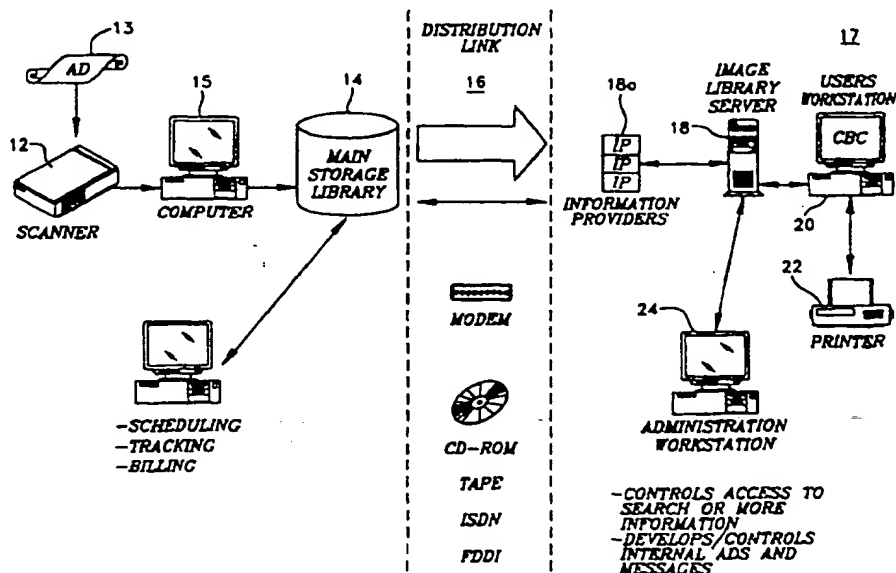 13
AD
12
SCANNER
15
COMPUTER
14
MAIN
STORAGE
LIBRARY
-SCHEDULING
-TRACKING
-BILLING
DISTRIBUTION
LINK
16
MODEM
CD-ROM
TAPE
ISDN
FDDI
17
18a
IP
IP
IP
INFORMATION
PROVIDERS
IMAGE
LIBRARY
SERVER
18
USERS
WORKSTATION
CBC
20
22
PRINTER
24
ADMINISTRATION
WORKSTATION
-CONTROLS ACCESS TO
SEARCH OR MORE
INFORMATION
-DEVELOPS/CONTROLS
INTERNAL ADS AND
MESSAGES